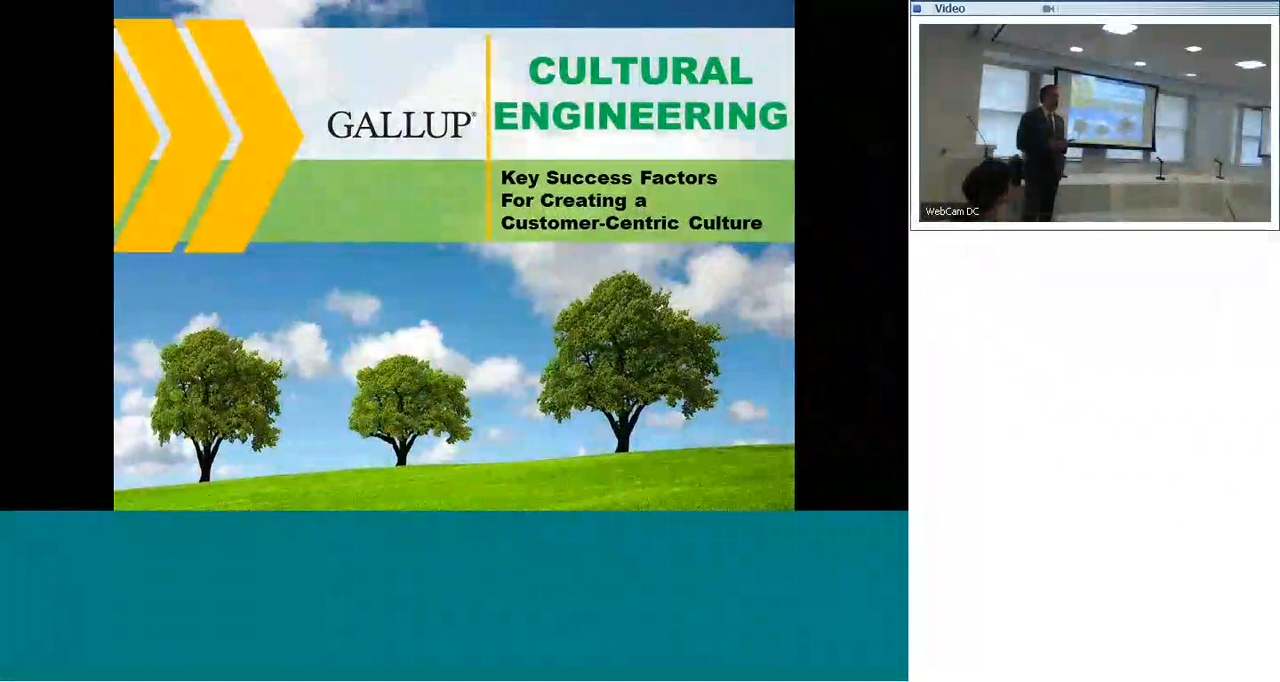 GALLUP®
CULTURAL
ENGINEERING
Key Success Factors
For Creating a
Customer-Centric Culture
Video
WebCam DC